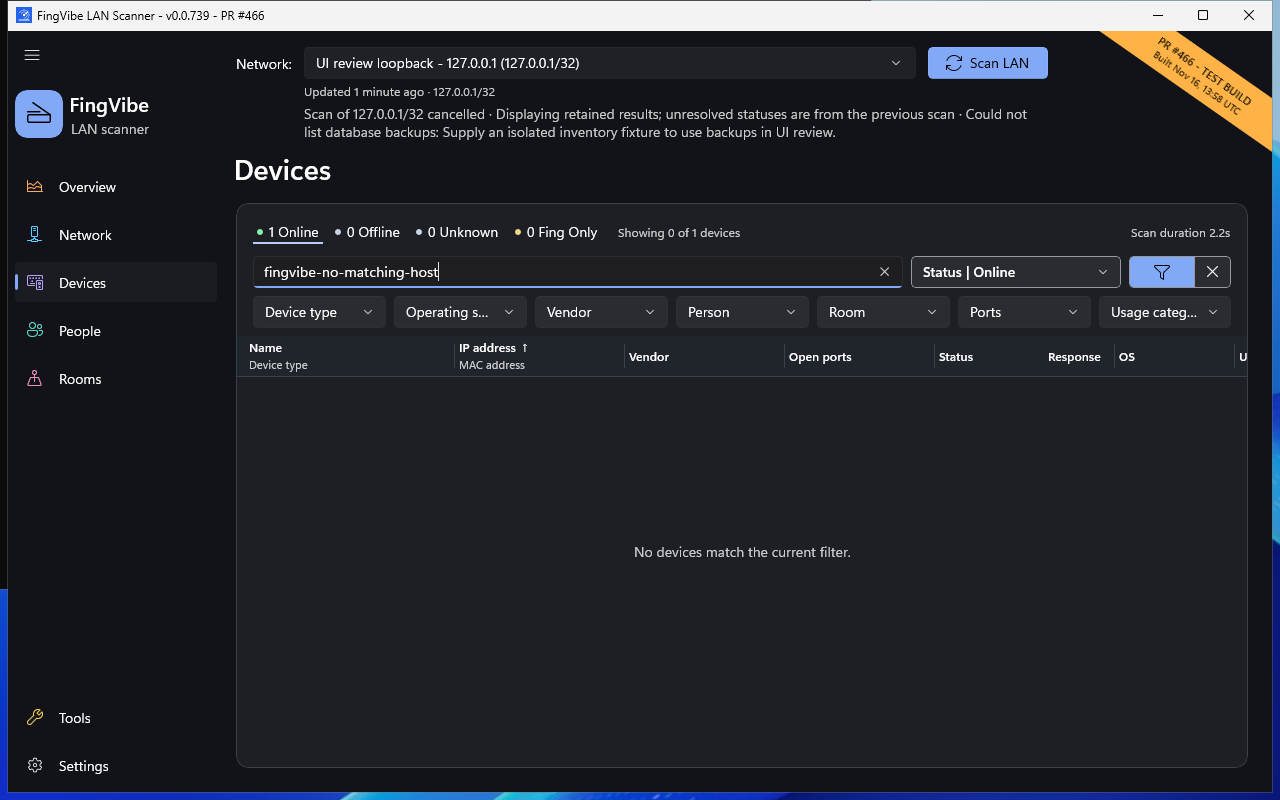 FingVibe LAN Scanner - v0.0.739 - PR #466
Network:
UI review loopback - 127.0.0.1 (127.0.0.1/32)
Scan LAN
PR #466 - TEST BUILD
Built Nov 16, 13:58 UTC
Updated 1 minute ago · 127.0.0.1/32
Scan of 127.0.0.1/32 cancelled · Displaying retained results; unresolved statuses are from the previous scan · Could not
list database backups: Supply an isolated inventory fixture to use backups in UI review.
FingVibe
LAN scanner
Overview
Network
Devices
People
Rooms
Tools
Settings
Devices
1 Online 0 Offline 0 Unknown 0 Fing Only Showing 0 of 1 devices Scan duration 2.2s
fingvibe-no-matching-host
Status | Online
Device type Operating s... Vendor Person Room Ports Usage categ...
Name IP address ↑ Vendor Open ports Status Response OS U
Device type MAC address
No devices match the current filter.